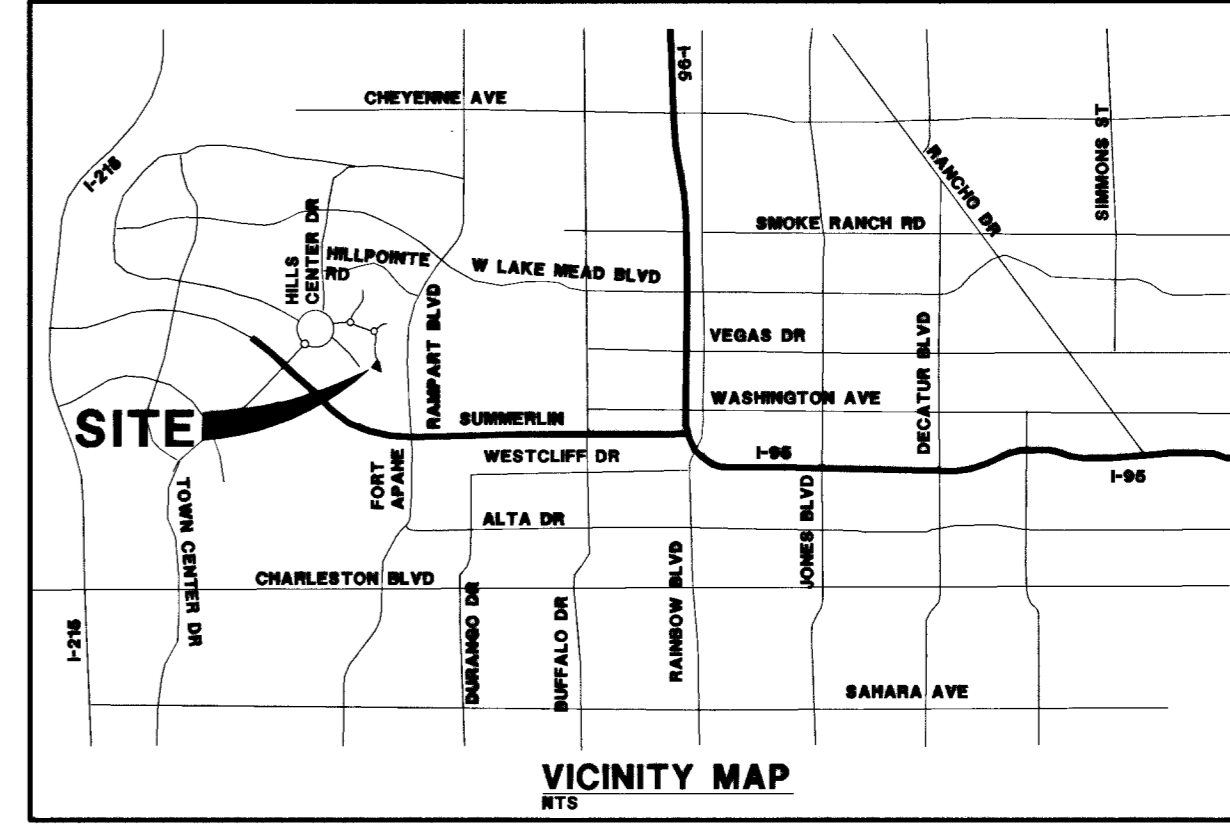 I-95
CHEYENNE AVE
I-215
SIMMONS ST
RANCHO DR
SMOKE RANCH RD
HILLS
CENTER DR
HILLPOINTE
RD
W LAKE MEAD BLVD
RAMPART BLVD
VEGAS DR
DECATUR BLVD
WASHINGTON AVE
SITE
SUMMERLIN
WESTCLIFF DR
I-95
I-95
FORT
APAHE
TOWN CENTER DR
ALTA DR
JONES BLVD
RAINBOW BLVD
CHARLESTON BLVD
DURANGO DR
BUFFALO DR
I-215
SAHARA AVE
VICINITY MAP
NTS